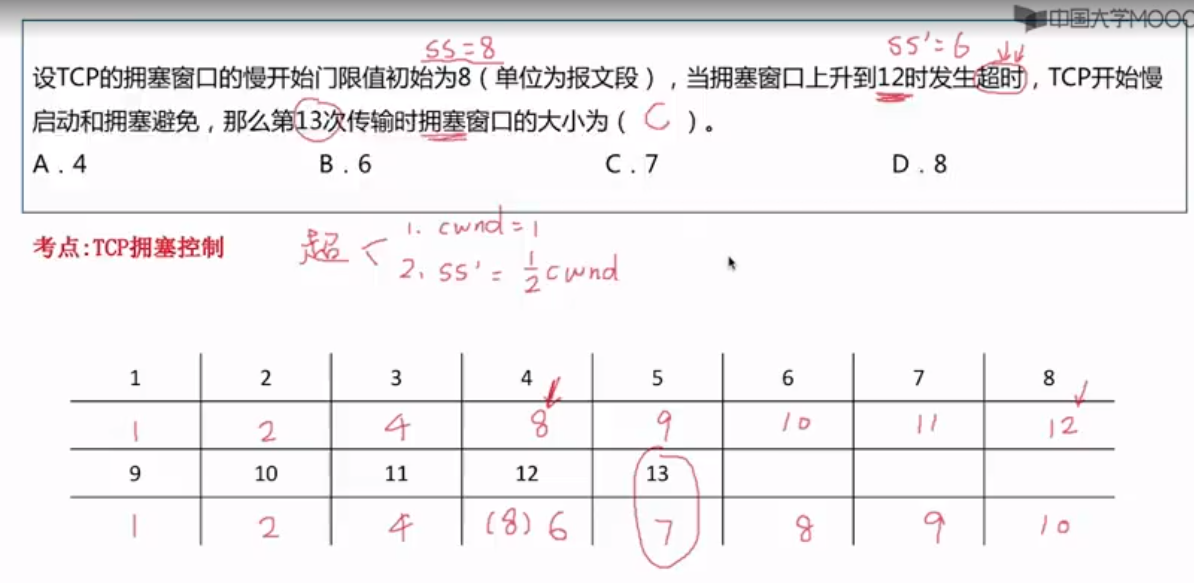 中国大学MOOC
ss=8 ss'=6
设TCP的拥塞窗口的慢开始门限值初始为8（单位为报文段），当拥塞窗口上升到12时发生超时，TCP开始慢
启动和拥塞避免，那么第13次传输时拥塞窗口的大小为（ C ）。
A．4 B．6 C．7 D．8
考点:TCP拥塞控制 超 < 1. cwnd=1
2. ss'=1/2cwnd
1 2 3 4 5 6 7 8
1 2 4 8 9 10 11 12
9 10 11 12 13
1 2 4 (8) 6 7 8 9 10